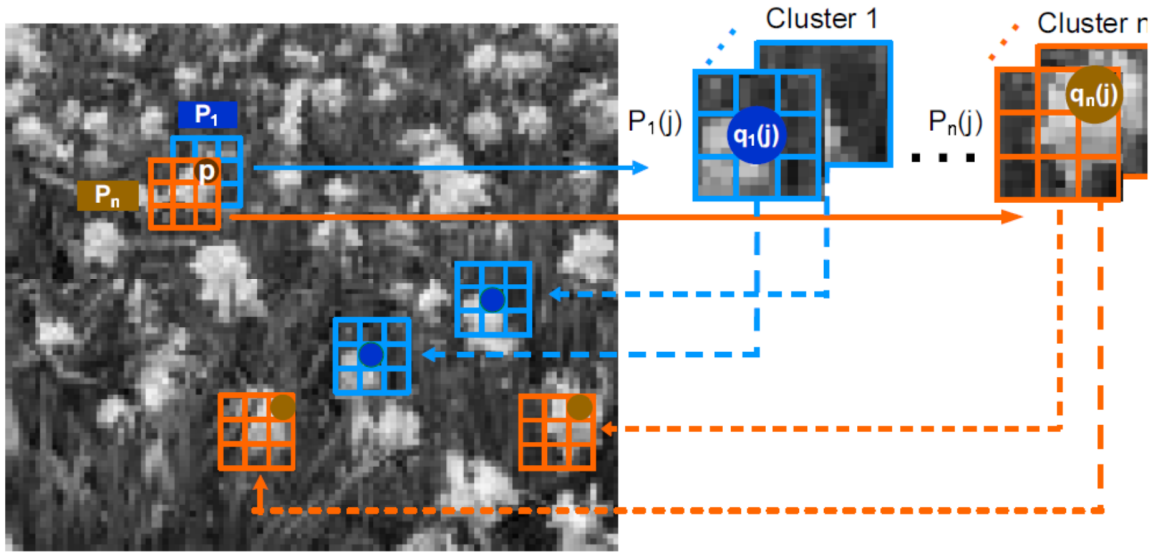 Cluster 1
Cluster n
P1
p
Pn
P1(j)
q1(j)
Pn(j)
qn(j)